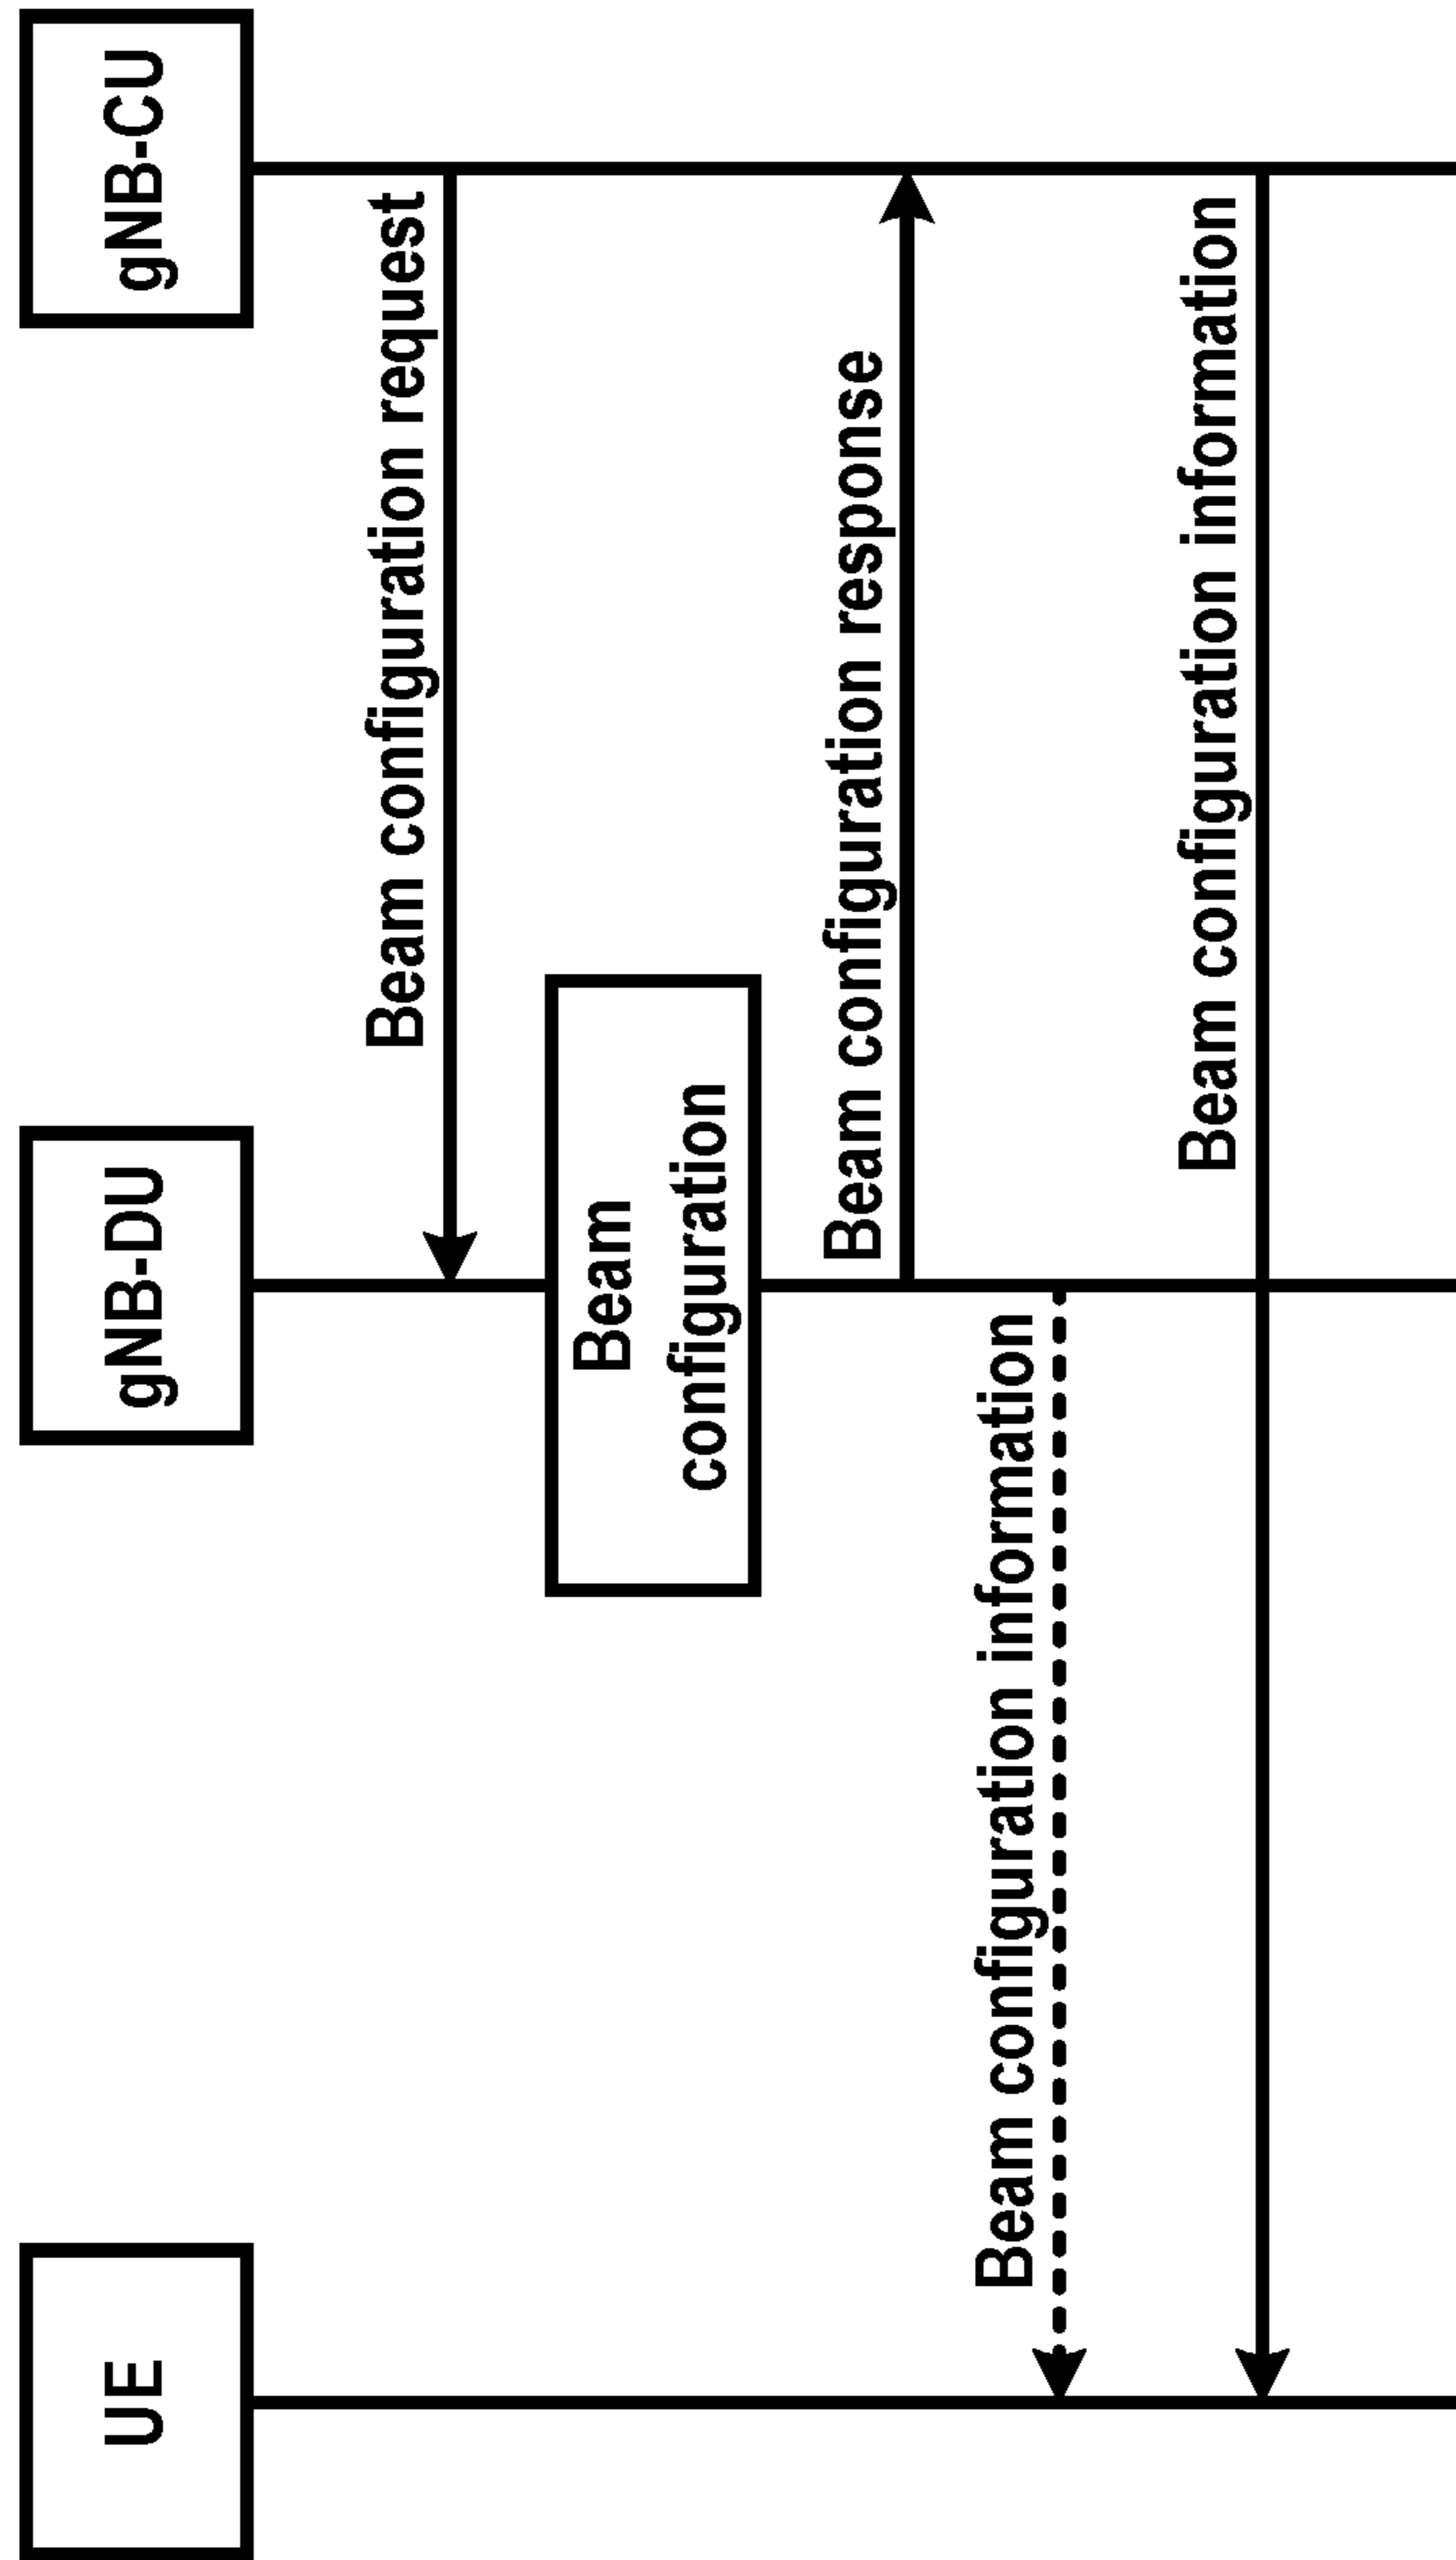 UE
gNB-DU
gNB-CU
Beam configuration request
Beam
configuration
Beam configuration response
Beam configuration information
Beam configuration information